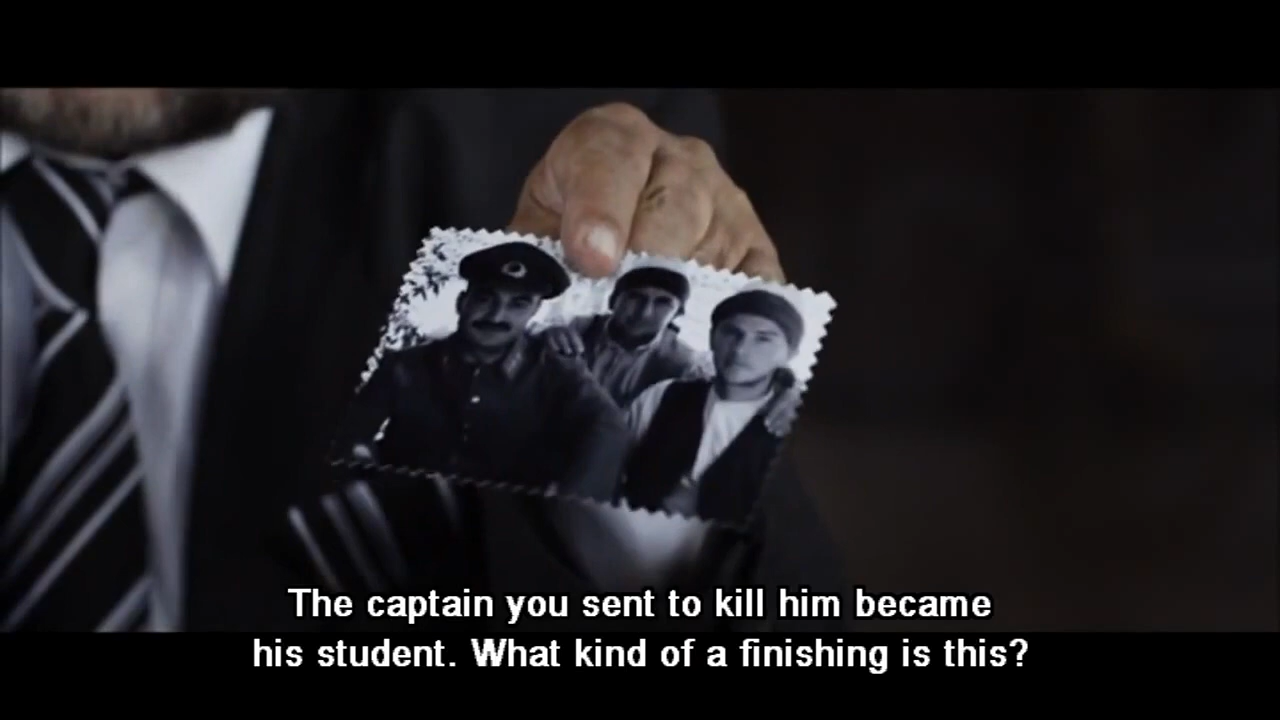 The captain you sent to kill him became
his student. What kind of a finishing is this?